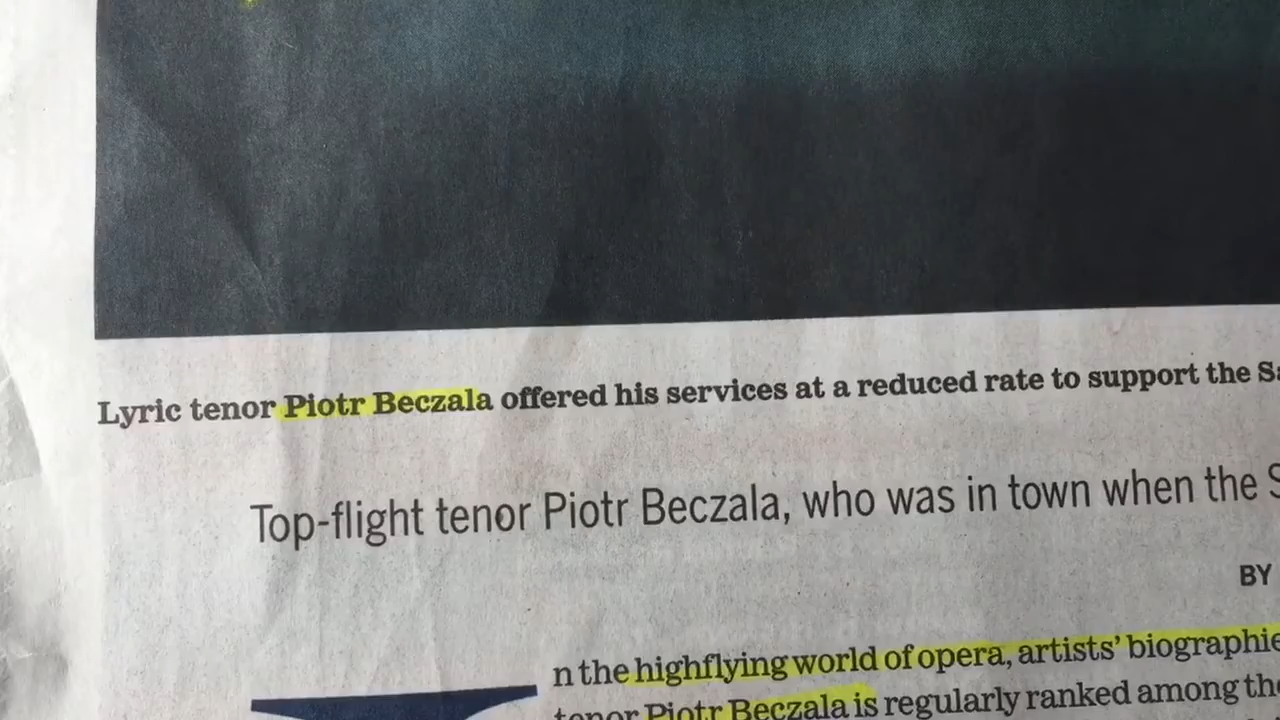 Lyric tenor Piotr Beczala offered his services at a reduced rate to support the
Top-flight tenor Piotr Beczala, who was in town when the
BY
n the highflying world of opera, artists'
tenor Piotr Beczala is regularly ranked among the